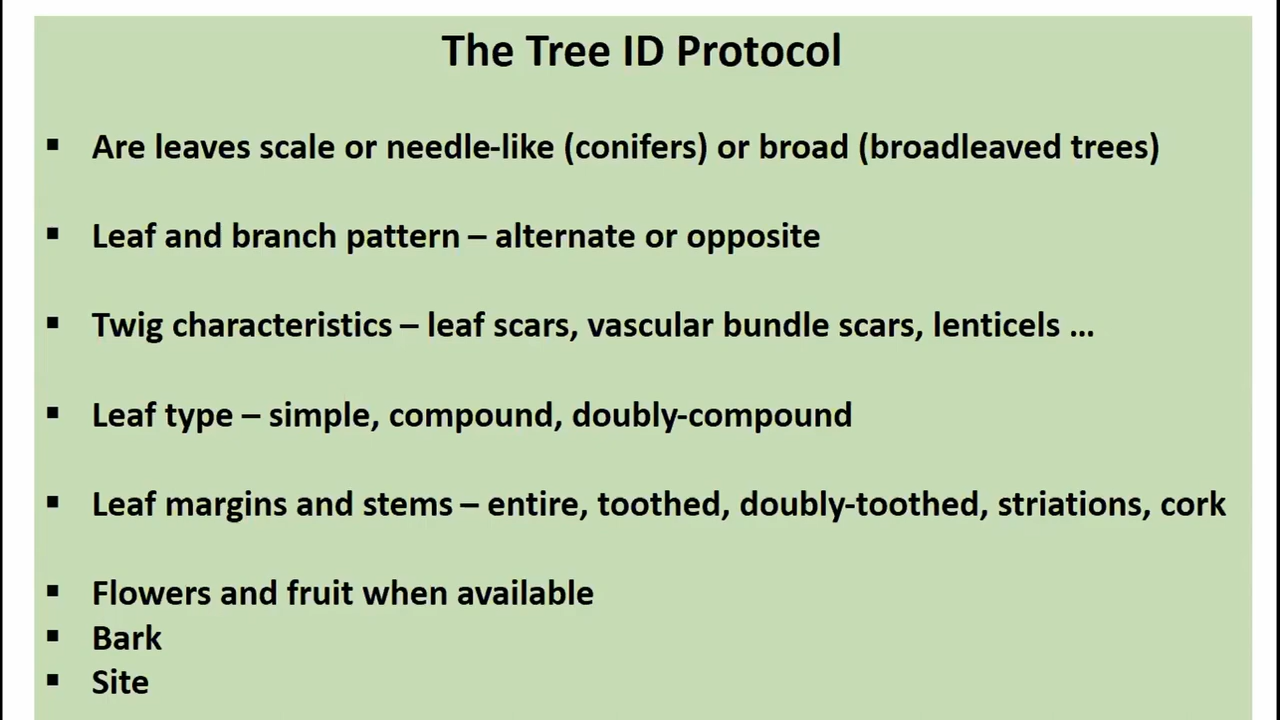 The Tree ID Protocol
▪ Are leaves scale or needle-like (conifers) or broad (broadleaved trees)
▪ Leaf and branch pattern – alternate or opposite
▪ Twig characteristics – leaf scars, vascular bundle scars, lenticels ...
▪ Leaf type – simple, compound, doubly-compound
▪ Leaf margins and stems – entire, toothed, doubly-toothed, striations, cork
▪ Flowers and fruit when available
▪ Bark
▪ Site